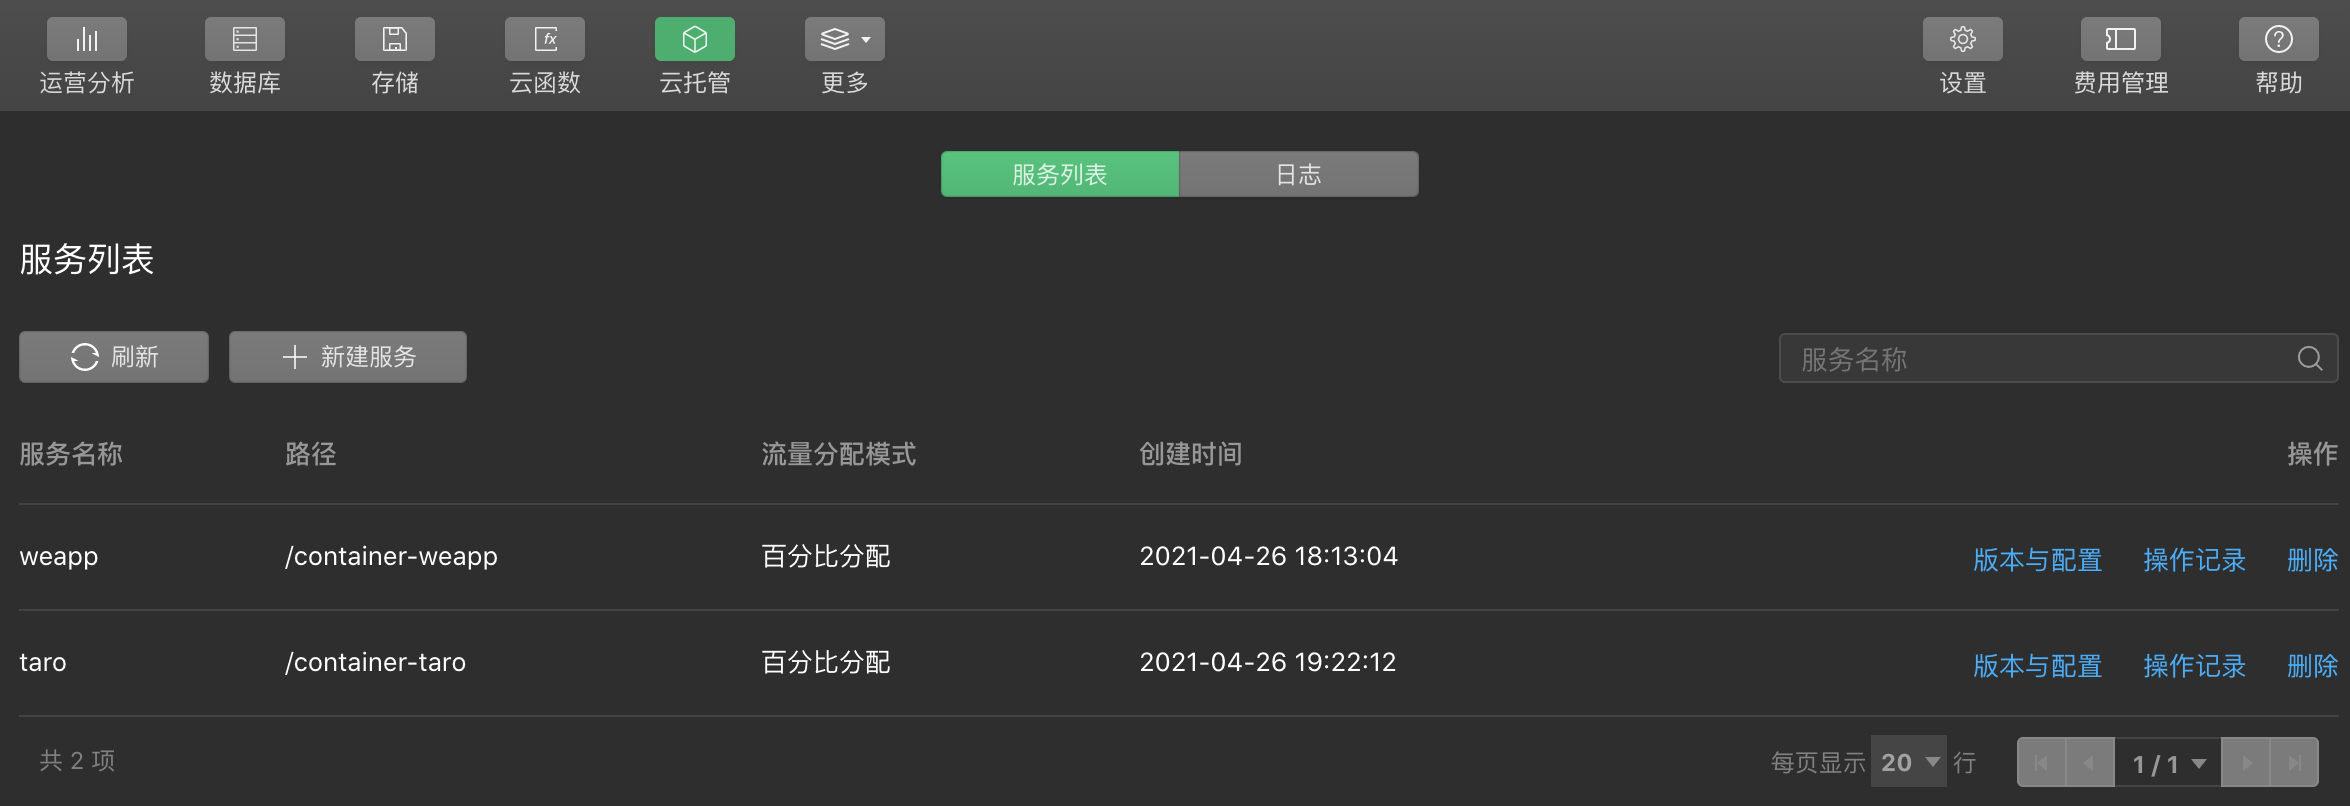 运营分析 数据库 存储 云函数 云托管 更多 设置 费用管理 帮助
服务列表 日志
服务列表
刷新 新建服务 服务名称
服务名称 路径 流量分配模式 创建时间 操作
weapp /container-weapp 百分比分配 2021-04-26 18:13:04 版本与配置 操作记录 删除
taro /container-taro 百分比分配 2021-04-26 19:22:12 版本与配置 操作记录 删除
共 2 项 每页显示 20 行 1 / 1